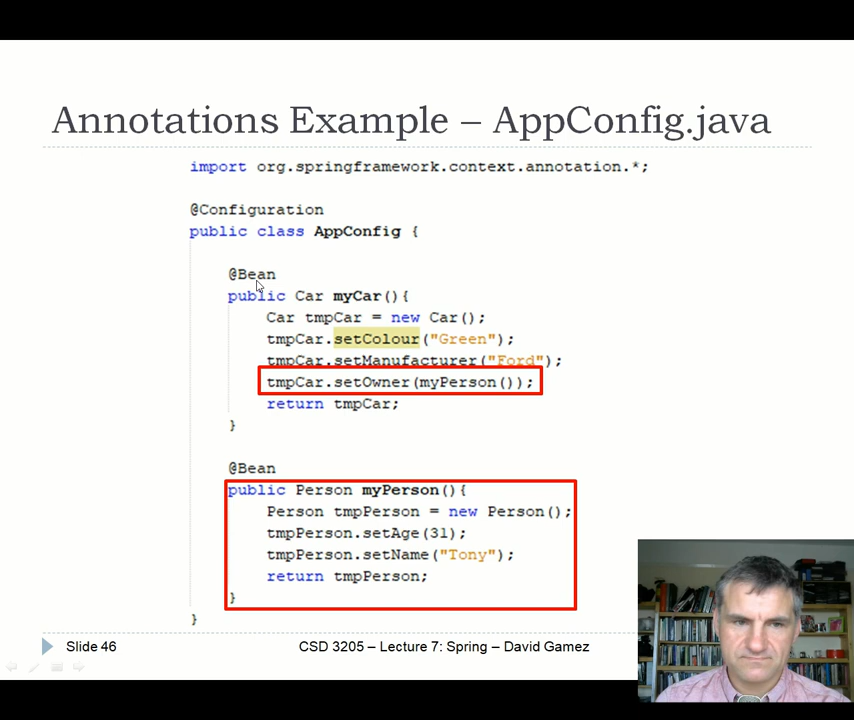 Annotations Example – AppConfig.java
import org.springframework.context.annotation.*;
@Configuration
public class AppConfig {
@Bean
public Car myCar(){
Car tmpCar = new Car();
tmpCar.setColour("Green");
tmpCar.setManufacturer("Ford");
tmpCar.setOwner(myPerson());
return tmpCar;
}
@Bean
public Person myPerson(){
Person tmpPerson = new Person();
tmpPerson.setAge(31);
tmpPerson.setName("Tony");
return tmpPerson;
}
}
Slide 46
CSD 3205 – Lecture 7: Spring – David Gamez